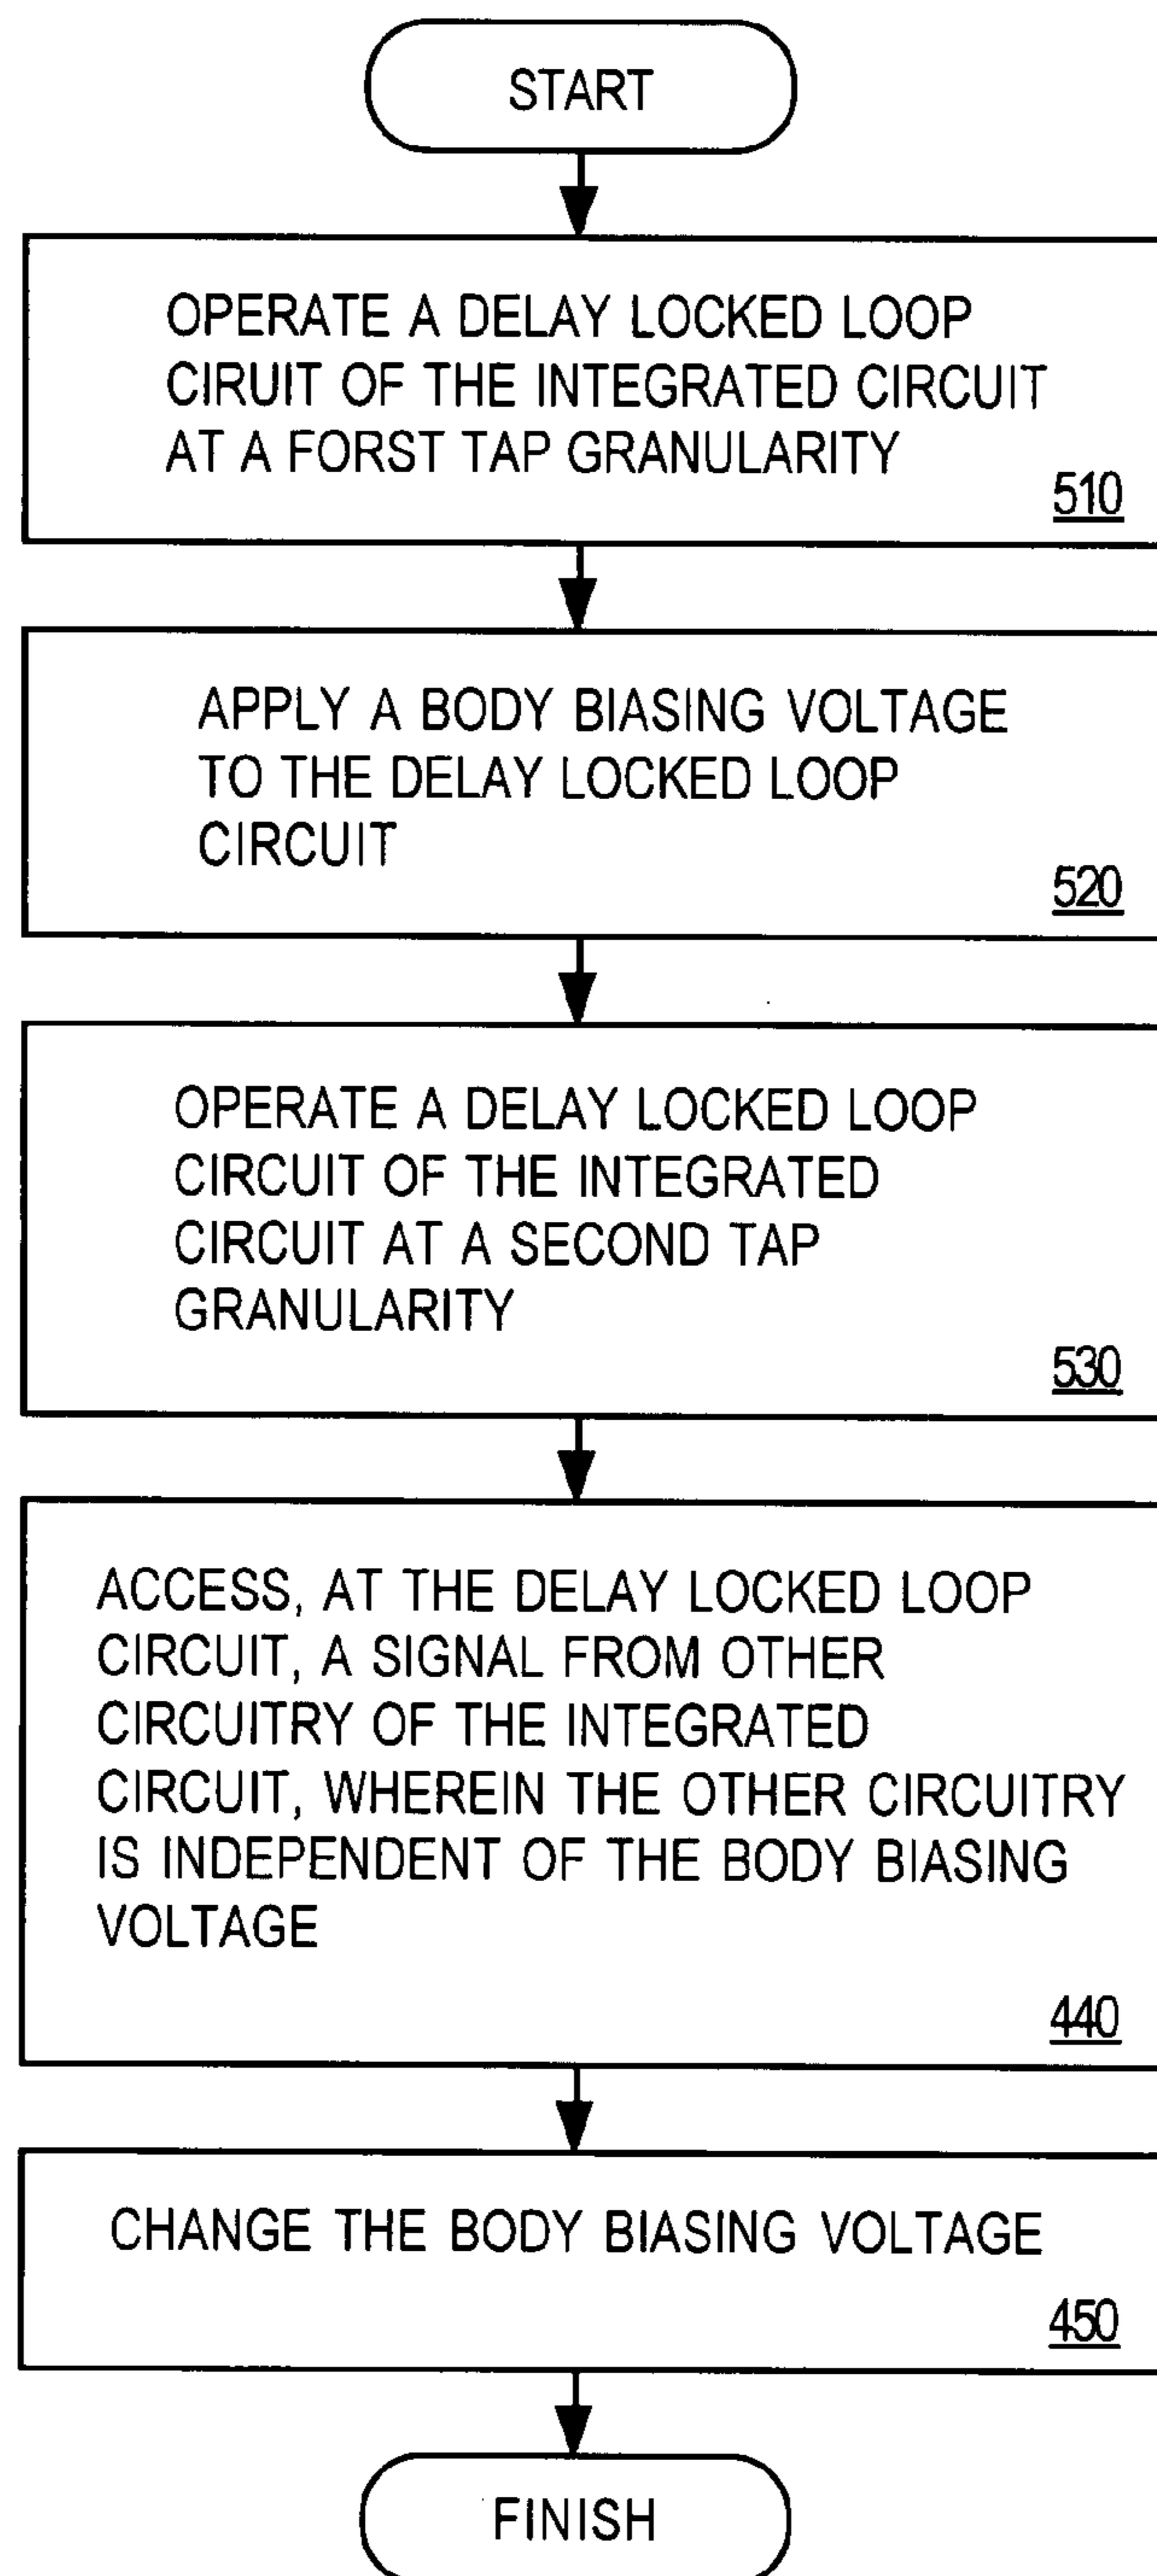 START
OPERATE A DELAY LOCKED LOOP
CIRUIT OF THE INTEGRATED CIRCUIT
AT A FORST TAP GRANULARITY
510
APPLY A BODY BIASING VOLTAGE
TO THE DELAY LOCKED LOOP
CIRCUIT
520
OPERATE A DELAY LOCKED LOOP
CIRCUIT OF THE INTEGRATED
CIRCUIT AT A SECOND TAP
GRANULARITY
530
ACCESS, AT THE DELAY LOCKED LOOP
CIRCUIT, A SIGNAL FROM OTHER
CIRCUITRY OF THE INTEGRATED
CIRCUIT, WHEREIN THE OTHER CIRCUITRY
IS INDEPENDENT OF THE BODY BIASING
VOLTAGE
440
CHANGE THE BODY BIASING VOLTAGE
450
FINISH